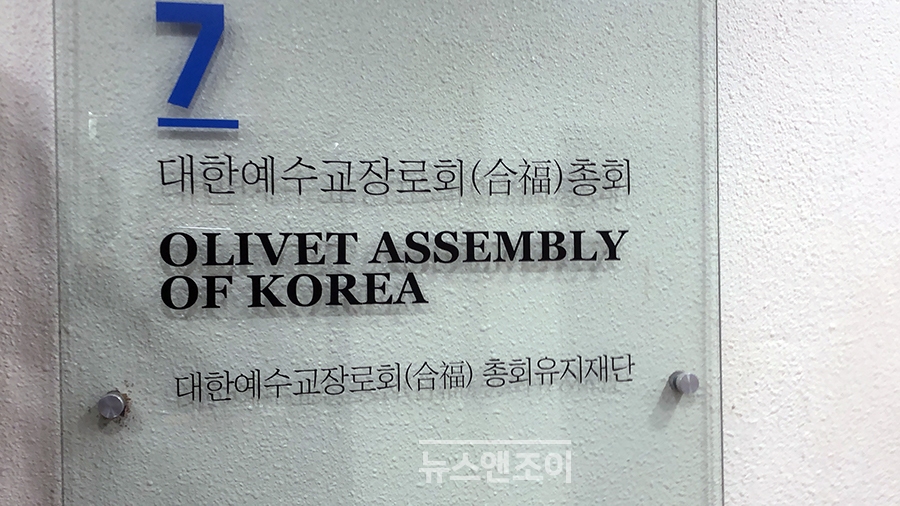 7
대한예수교장로회(合福)총회
OLIVET ASSEMBLY
OF KOREA
대한예수교장로회(合福) 총회유지재단
뉴스앤조이